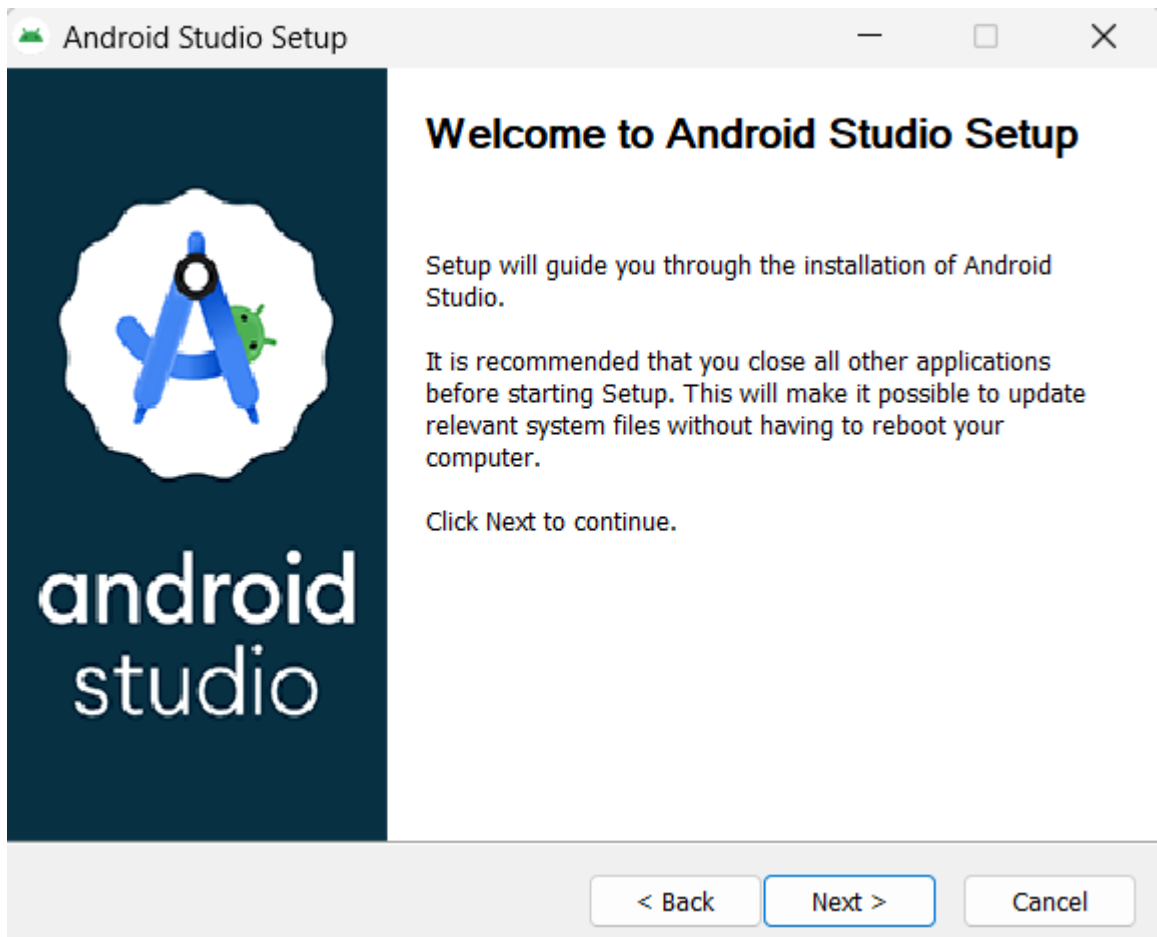 Android Studio Setup
Welcome to Android Studio Setup
Setup will guide you through the installation of Android
Studio.
It is recommended that you close all other applications
before starting Setup. This will make it possible to update
relevant system files without having to reboot your
computer.
Click Next to continue.
android
studio
< Back
Next >
Cancel